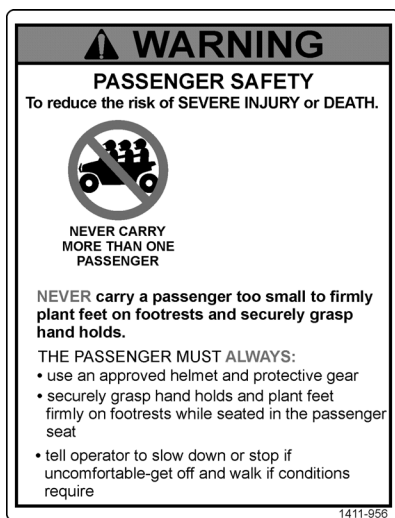 WARNING
PASSENGER SAFETY
To reduce the risk of SEVERE INJURY or DEATH.
NEVER CARRY
MORE THAN ONE
PASSENGER
NEVER carry a passenger too small to firmly
plant feet on footrests and securely grasp
hand holds.
THE PASSENGER MUST ALWAYS:
• use an approved helmet and protective gear
• securely grasp hand holds and plant feet
firmly on footrests while seated in the passenger
seat
• tell operator to slow down or stop if
uncomfortable-get off and walk if conditions
require
1411-956